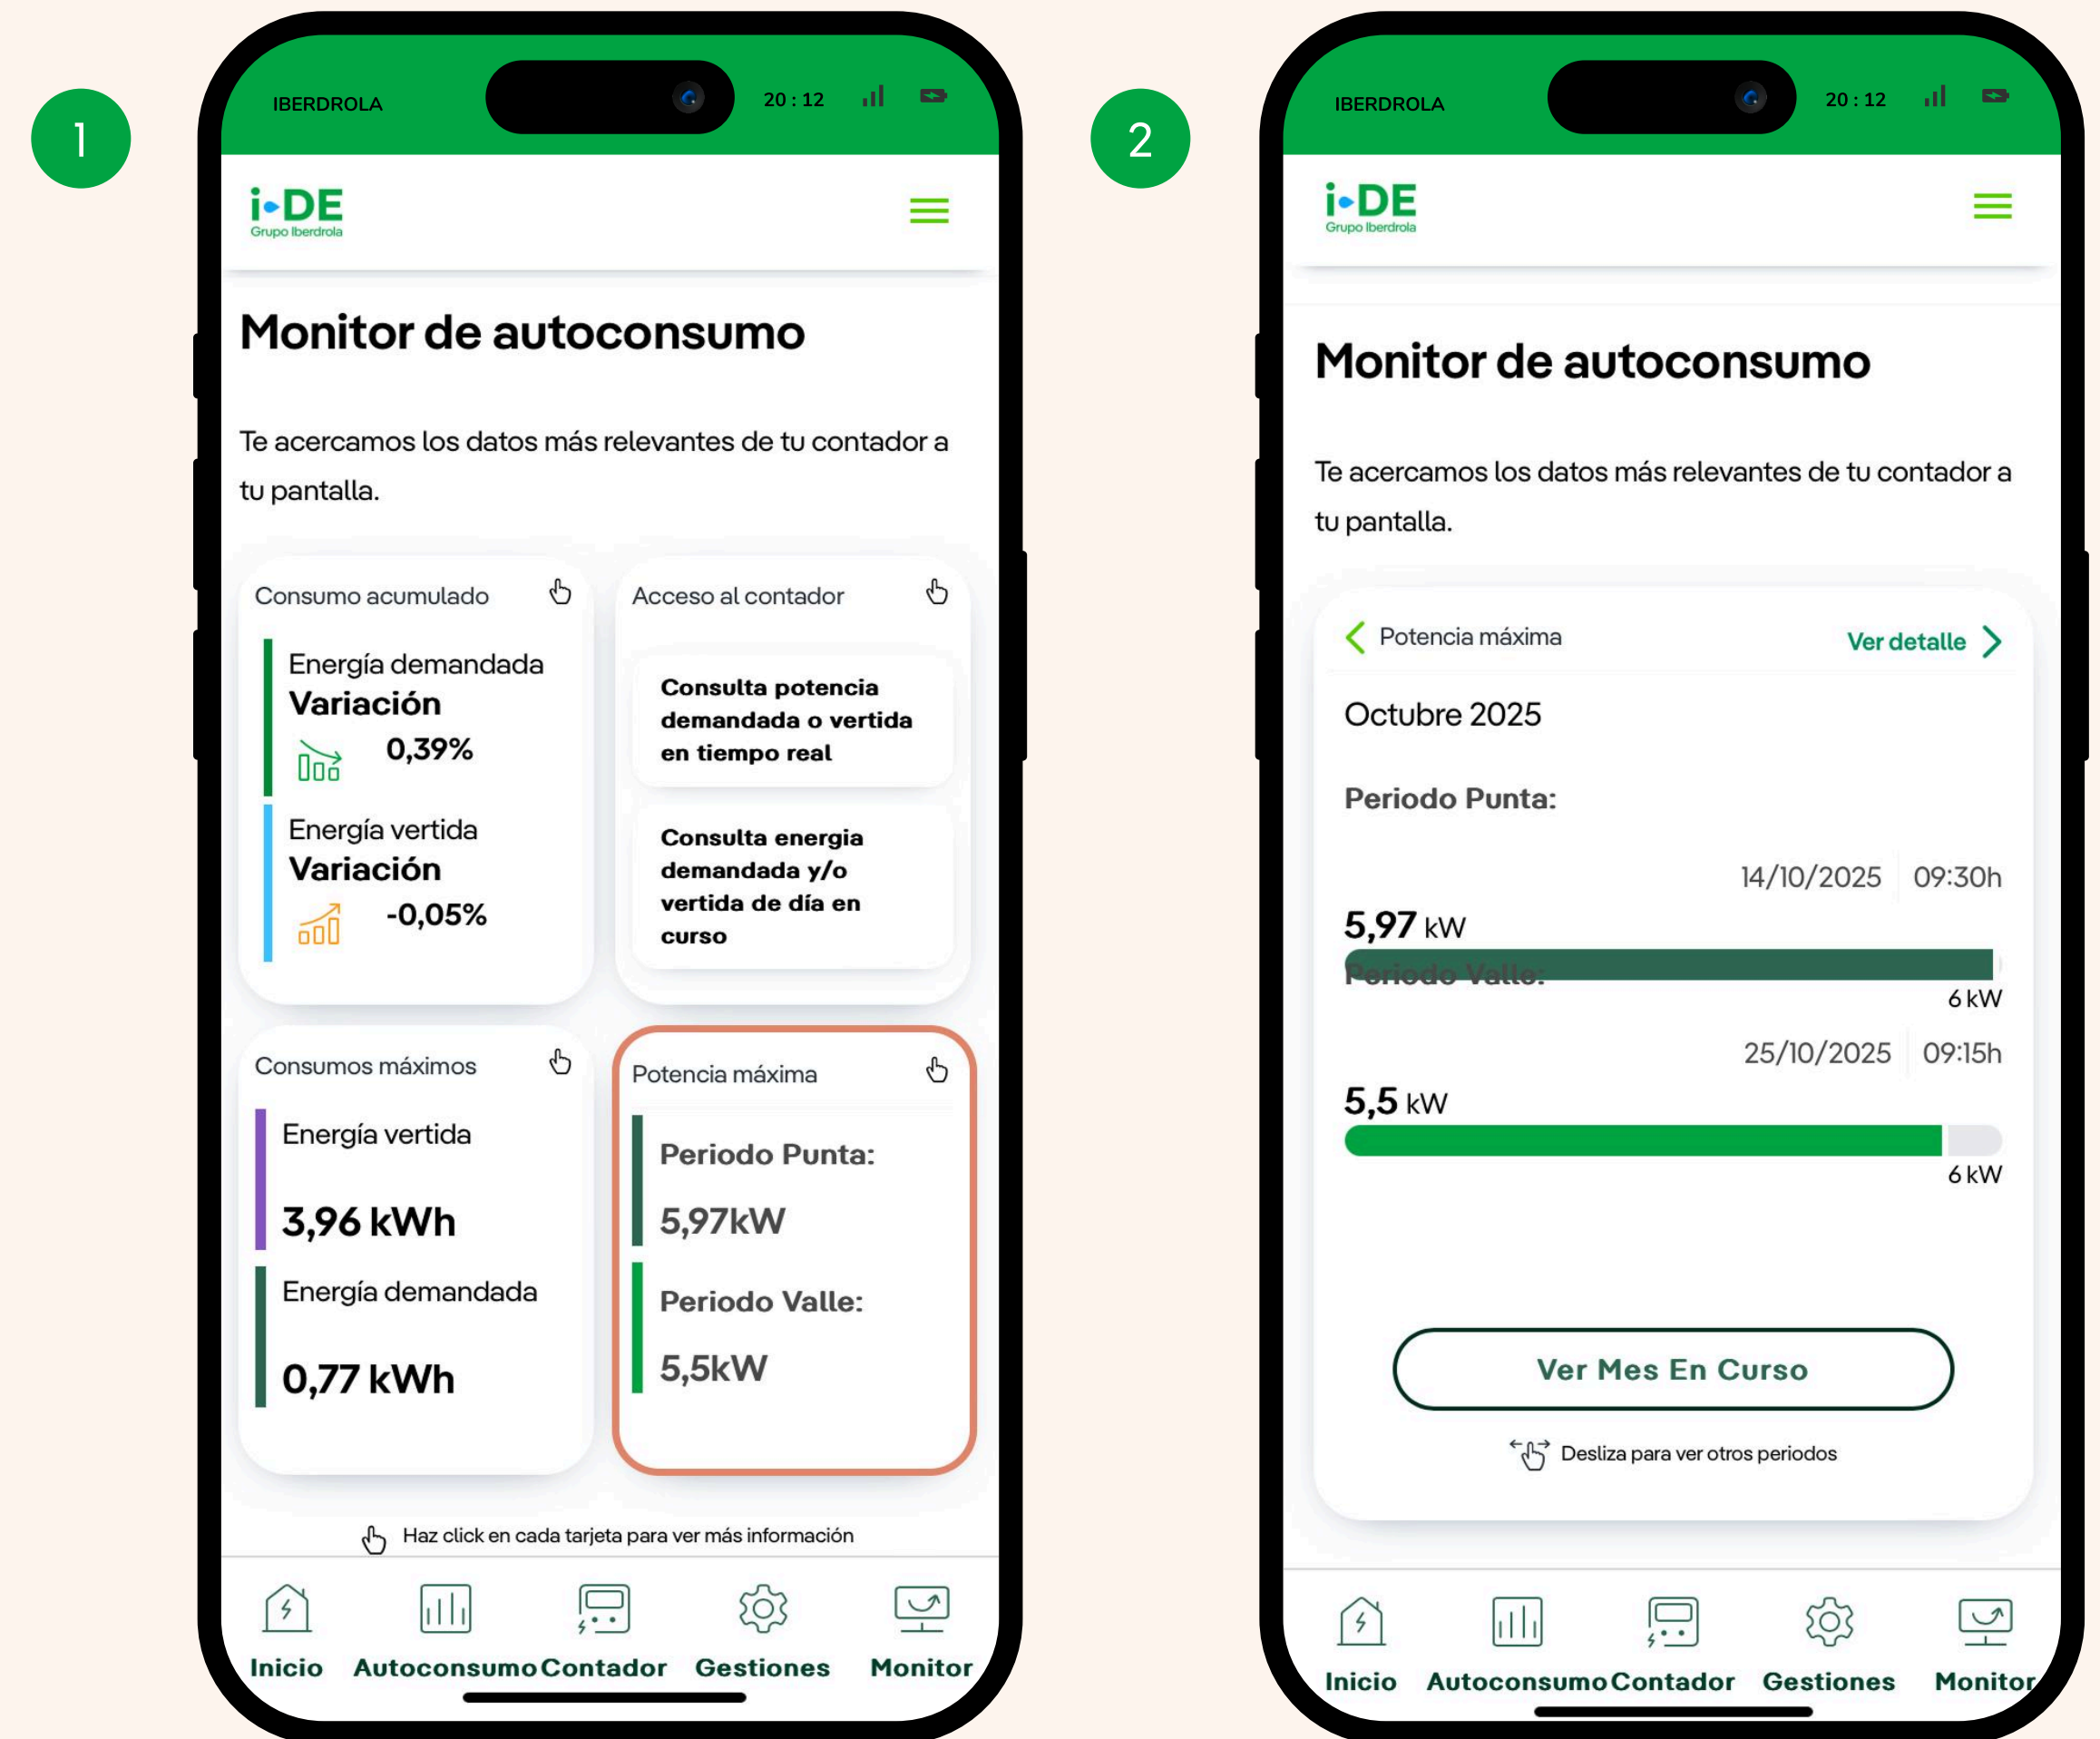 1
IBERDROLA
20 : 12
i-DE
Grupo Iberdrola
Monitor de autoconsumo
Te acercamos los datos más relevantes de tu contador a
tu pantalla.
Consumo acumulado
Energía demandada
Variación
0,39%
Energía vertida
Variación
-0,05%
Acceso al contador
Consulta potencia
demandada o vertida
en tiempo real
Consulta energia
demandada y/o
vertida de día en
curso
Consumos máximos
Energía vertida
3,96 kWh
Energía demandada
0,77 kWh
Potencia máxima
Periodo Punta:
5,97kW
Periodo Valle:
5,5kW
Haz click en cada tarjeta para ver más información
Inicio Autoconsumo Contador Gestiones Monitor
2
IBERDROLA
20 : 12
i-DE
Grupo Iberdrola
Monitor de autoconsumo
Te acercamos los datos más relevantes de tu contador a
tu pantalla.
Potencia máxima
Ver detalle
Octubre 2025
Periodo Punta:
14/10/2025 09:30h
5,97 kW
Periodo Valle:
6 kW
25/10/2025 09:15h
5,5 kW
6 kW
Ver Mes En Curso
Desliza para ver otros periodos
Inicio Autoconsumo Contador Gestiones Monitor